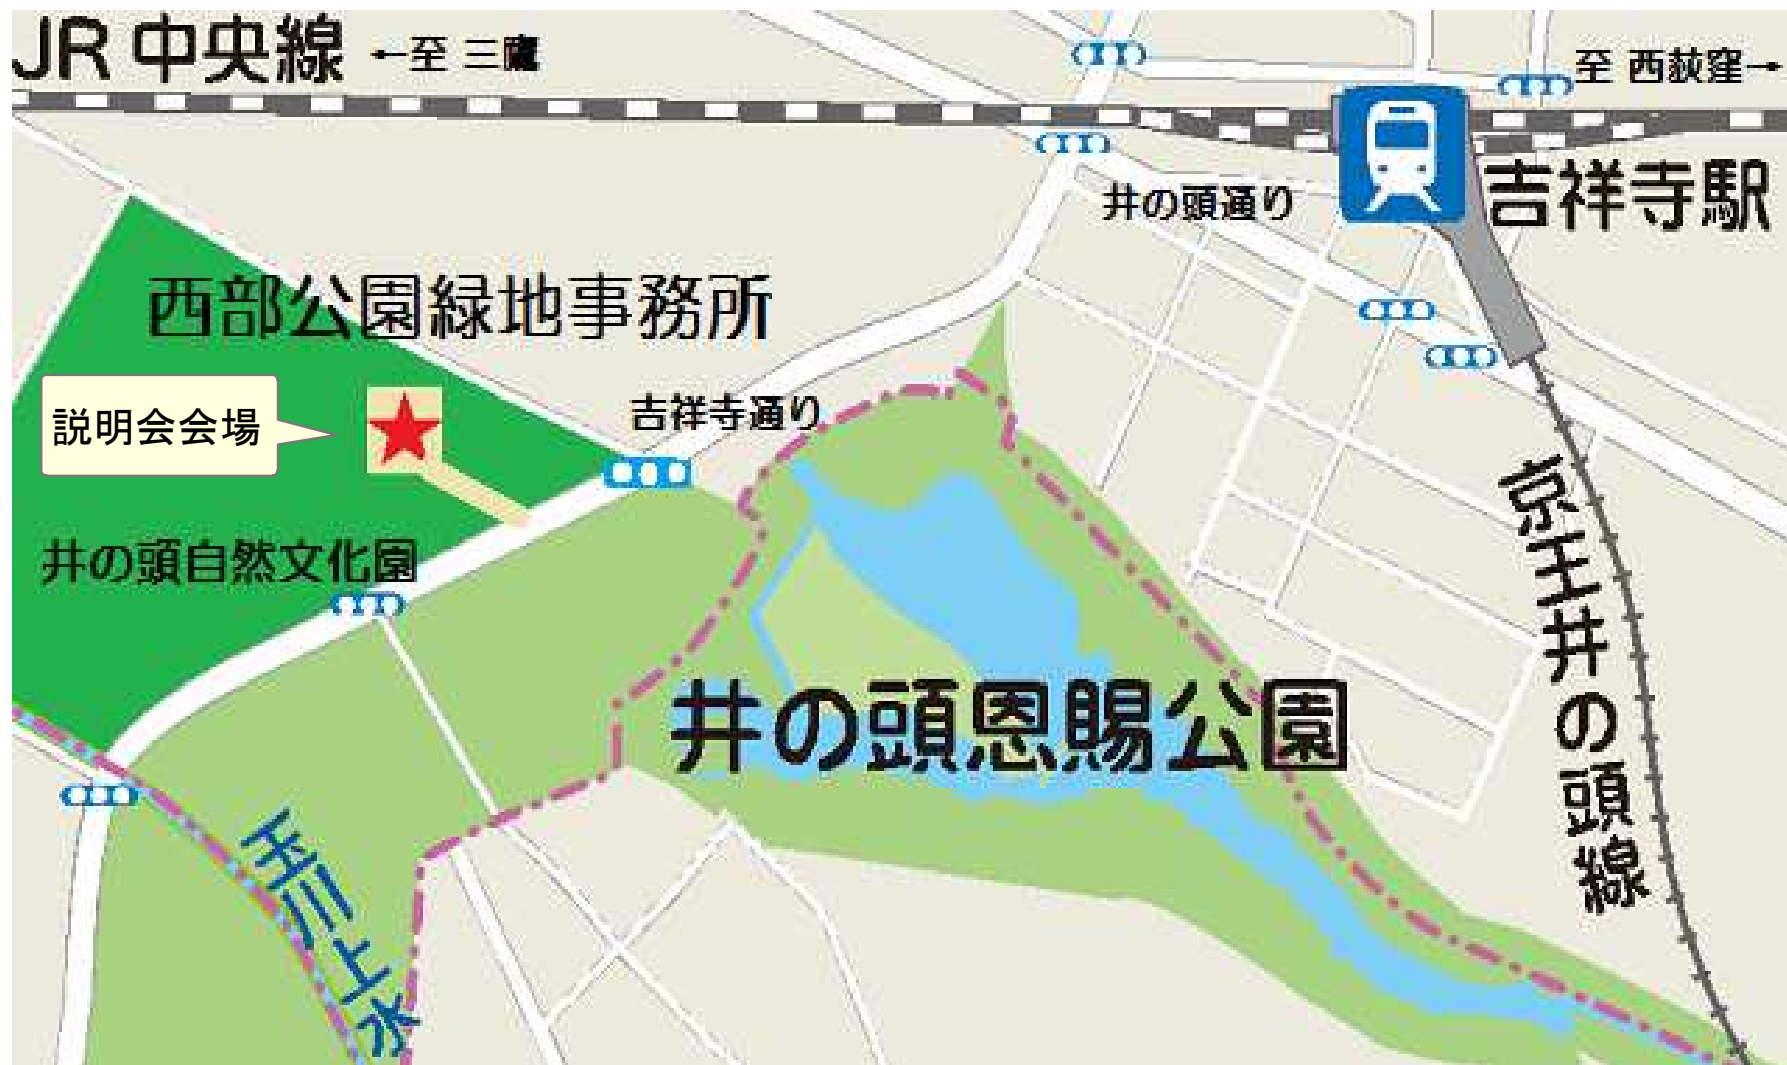 JR 中央線
←至 三鷹
至 西荻窪→
吉祥寺駅
井の頭通り
西部公園緑地事務所
説明会会場
吉祥寺通り
井の頭自然文化園
京王井の頭線
井の頭恩賜公園
玉川上水